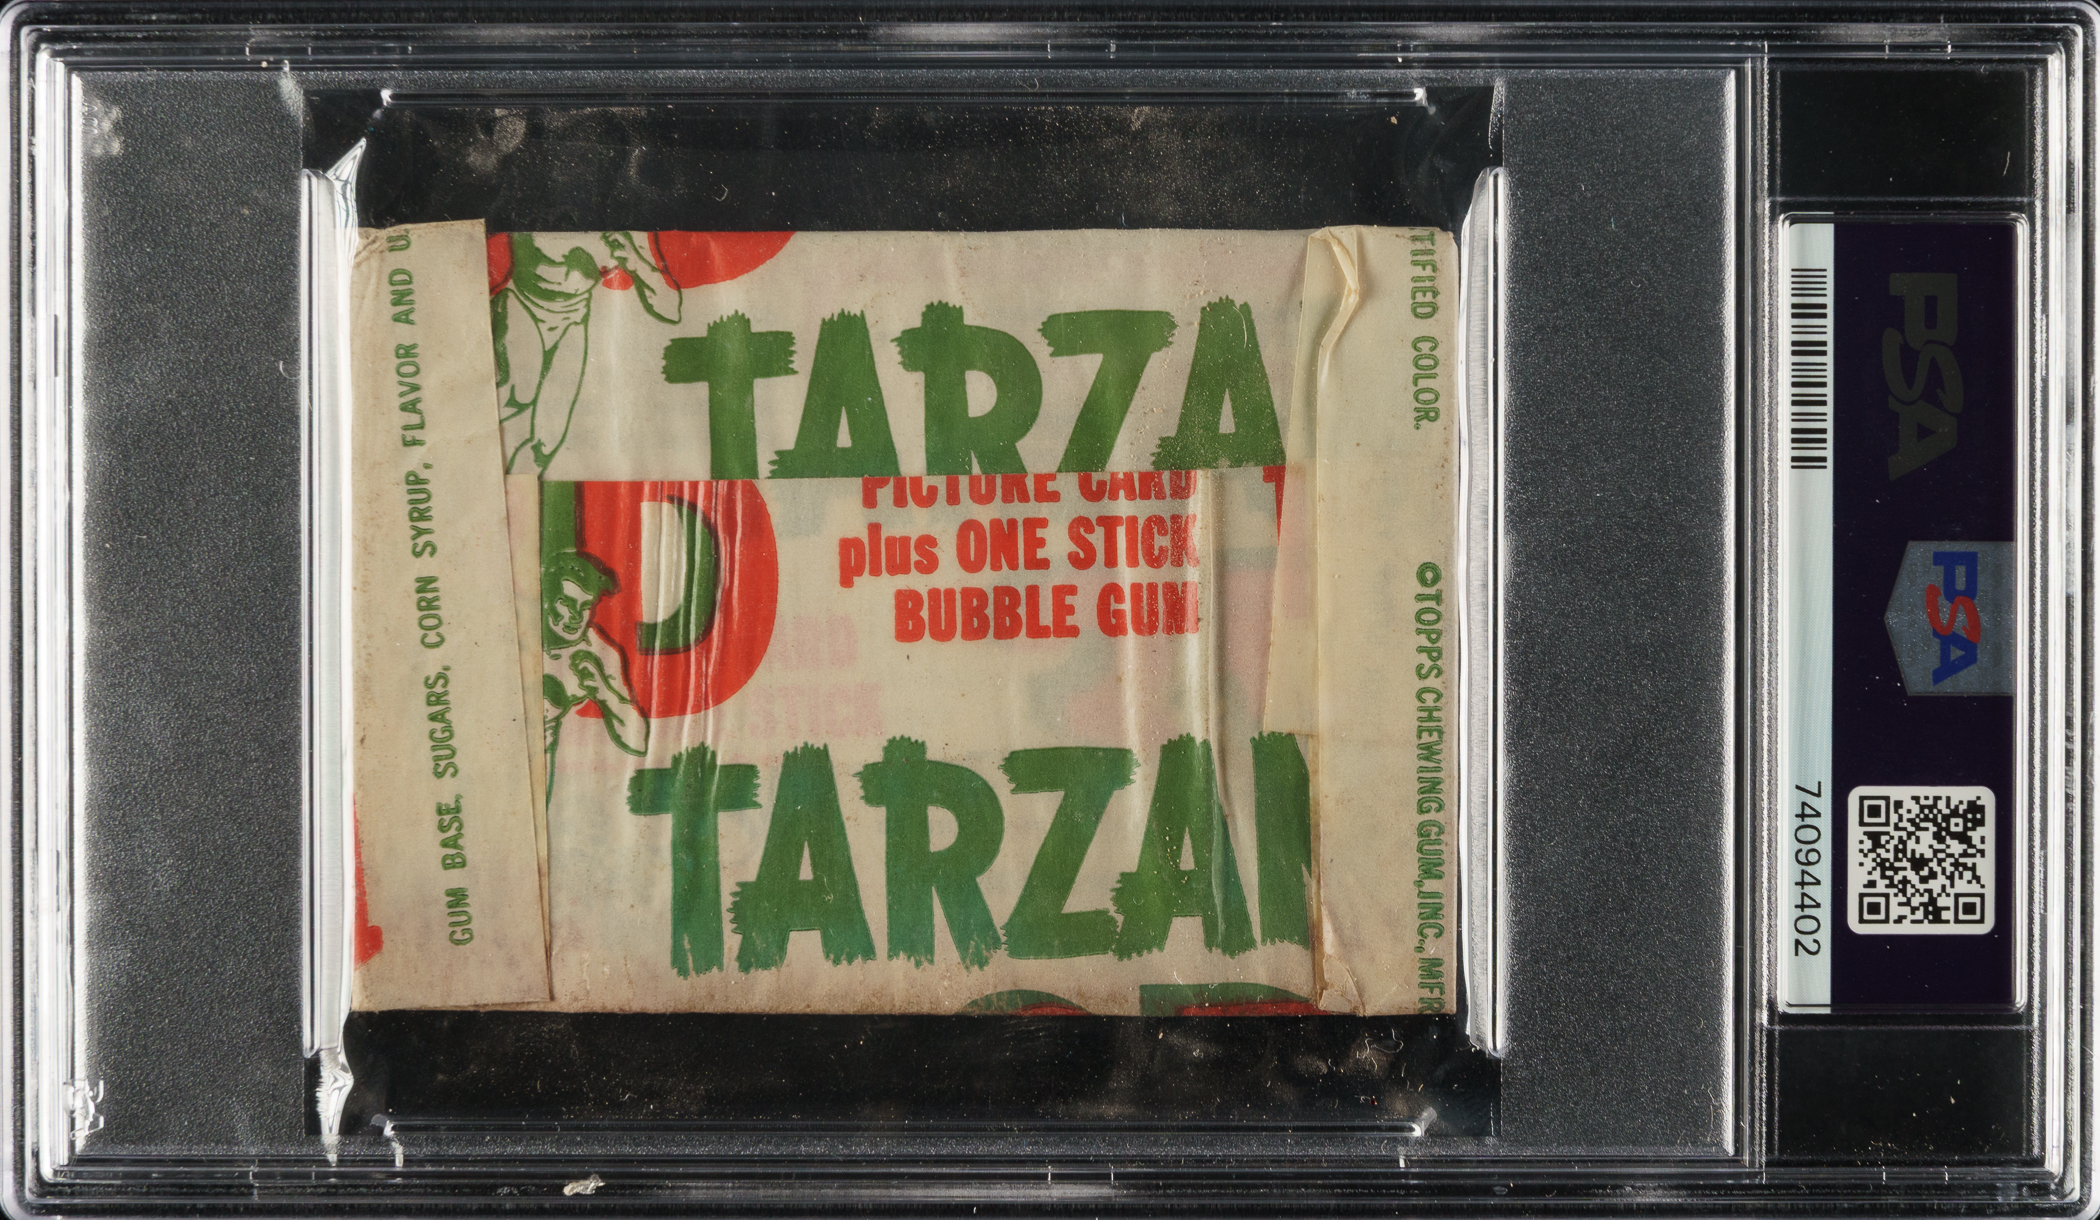 TARZA
PICTURE CARD
plus ONE STICK
BUBBLE GUM
TARZAN
GUM BASE, SUGARS, CORN SYRUP, FLAVOR AND U.
TIFIED COLOR.
©TOPPS CHEWING GUM, INC., MFR
D
PSA
PSA
74094402